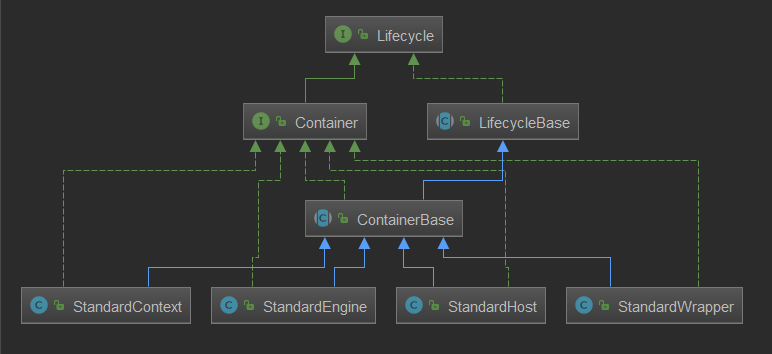 I Lifecycle
I Container
C LifecycleBase
C ContainerBase
C StandardContext
C StandardEngine
C StandardHost
C StandardWrapper